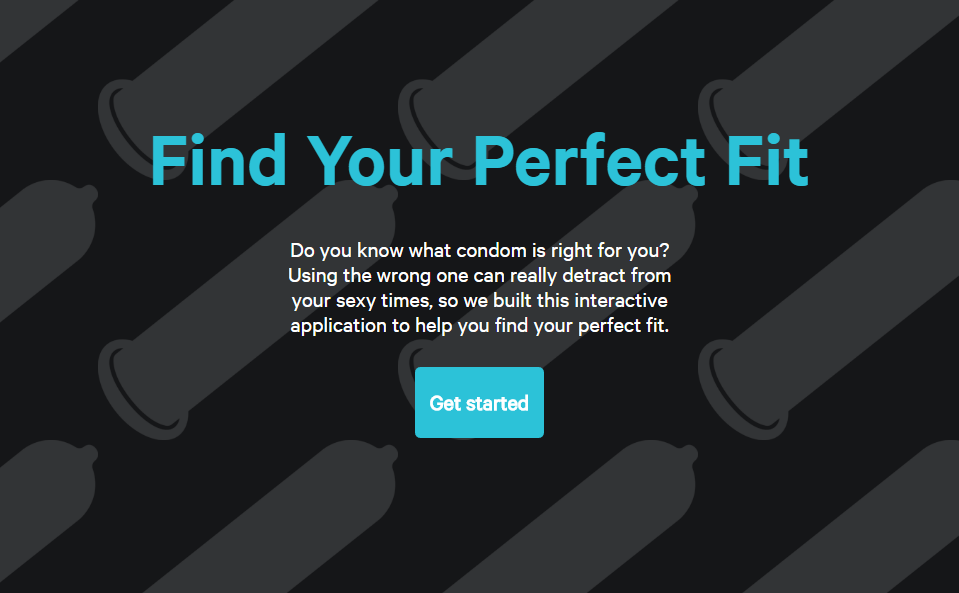 Find Your Perfect Fit
Do you know what condom is right for you?
Using the wrong one can really detract from
your sexy times, so we built this interactive
application to help you find your perfect fit.
Get started